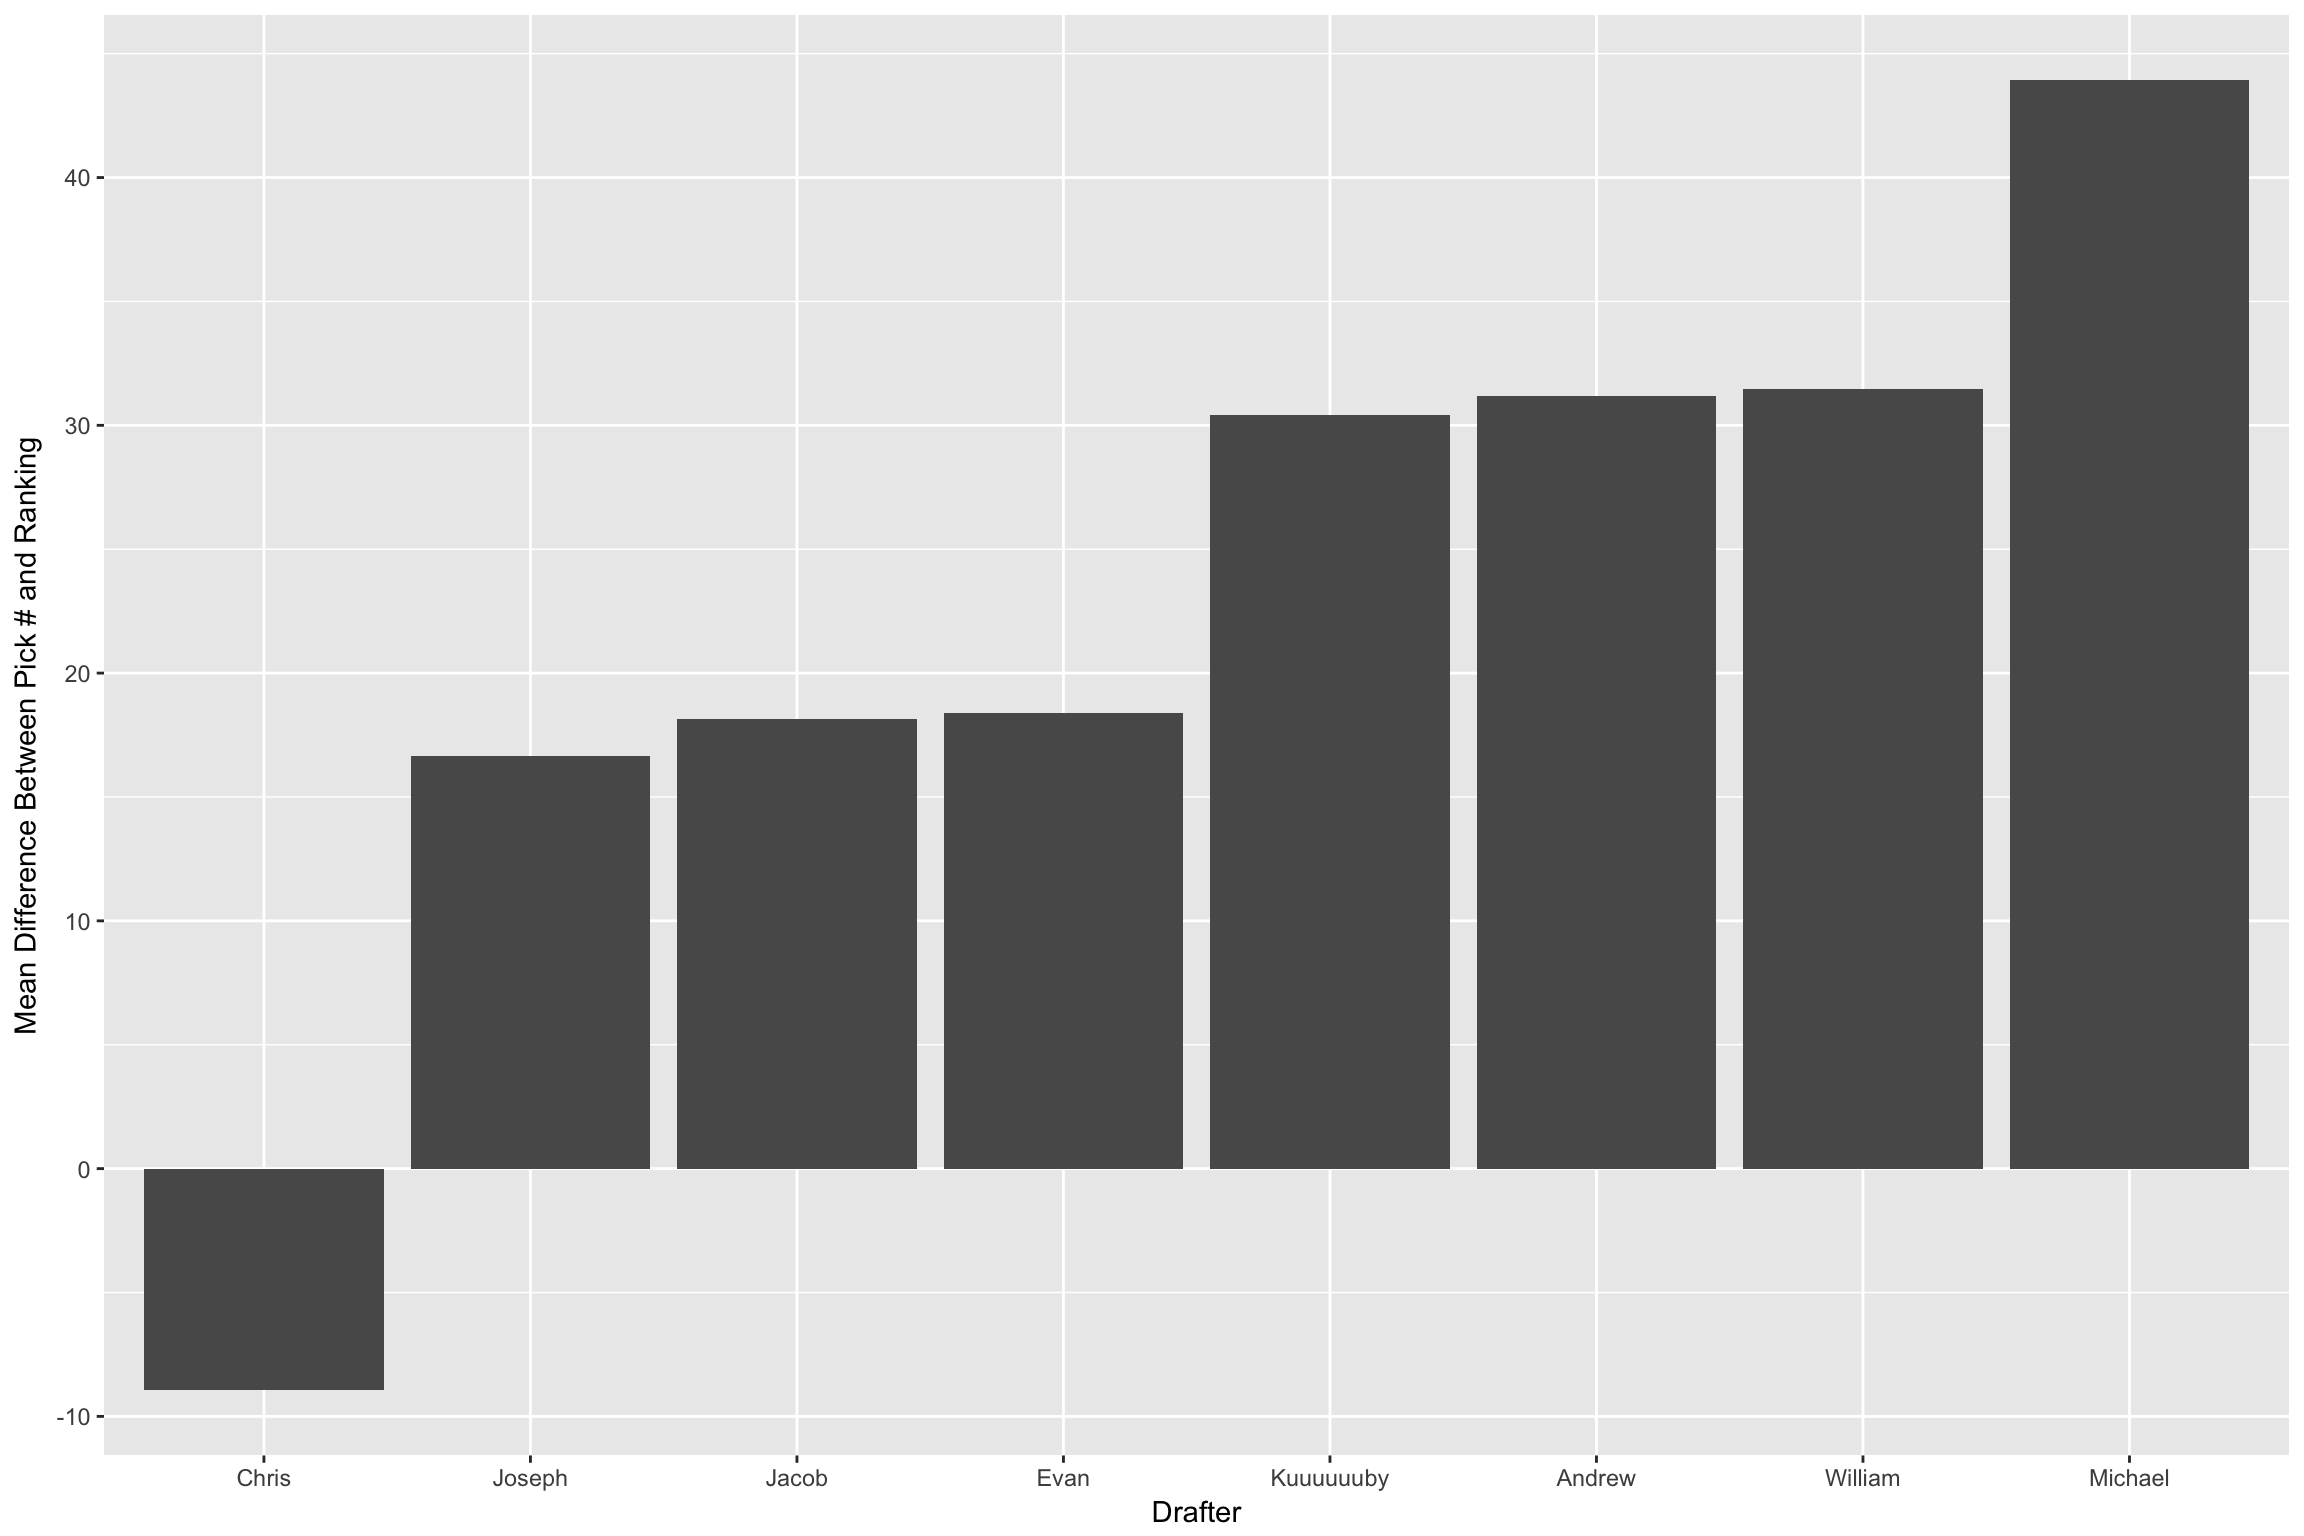 Mean Difference Between Pick # and Ranking
40
30
20
10
0
-10
Chris Joseph Jacob Evan Kuuuuuuby Andrew William Michael
Drafter